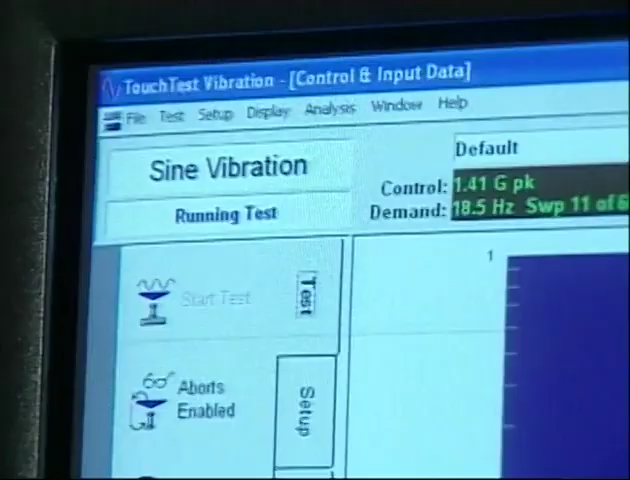 TouchTest Vibration - [Control & Input Data]
File Test Setup Display Analysis Window Help
Default
Sine Vibration
Control: 1.41 G pk
Running Test
Demand: 18.5 Hz Swp 11 of 6
1
Start Test
Test
Aborts
Enabled
Setup